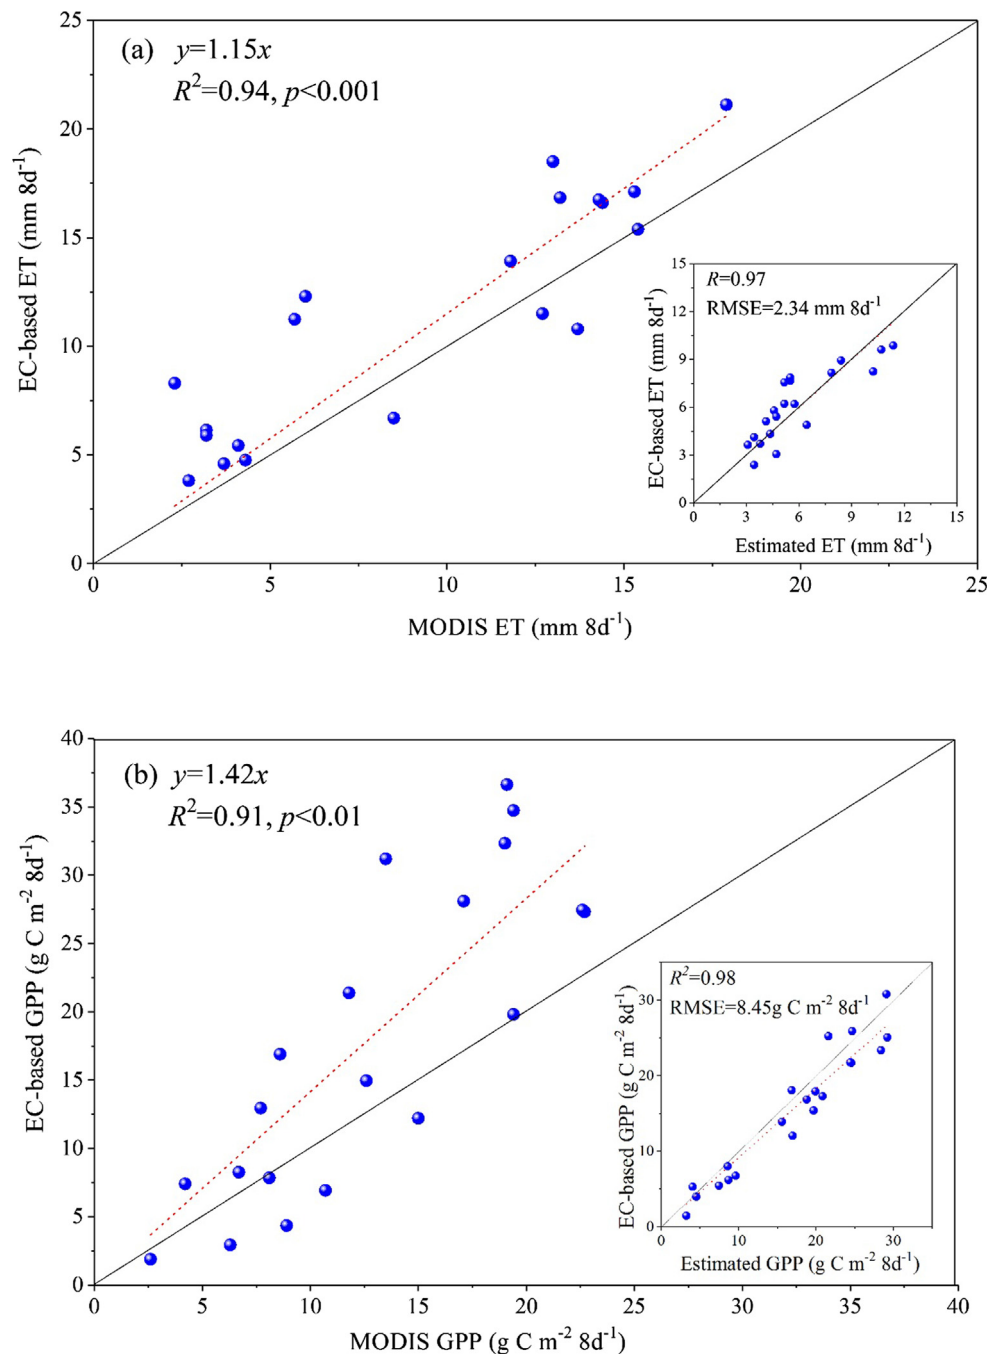 (a) y=1.15x
R²=0.94, p<0.001
EC-based ET (mm 8d⁻¹)
25
20
15
10
5
0
0 5 10 15 20 25
MODIS ET (mm 8d⁻¹)
R=0.97
RMSE=2.34 mm 8d⁻¹
EC-based ET (mm 8d⁻¹)
15
12
9
6
3
0
0 3 6 9 12 15
Estimated ET (mm 8d⁻¹)
(b) y=1.42x
R²=0.91, p<0.01
EC-based GPP (g C m⁻² 8d⁻¹)
40
35
30
25
20
15
10
5
0
0 5 10 15 20 25 30 35 40
MODIS GPP (g C m⁻² 8d⁻¹)
R²=0.98
RMSE=8.45g C m⁻² 8d⁻¹
EC-based GPP (g C m⁻² 8d⁻¹)
30
20
10
0
10 20 30
Estimated GPP (g C m⁻² 8d⁻¹)